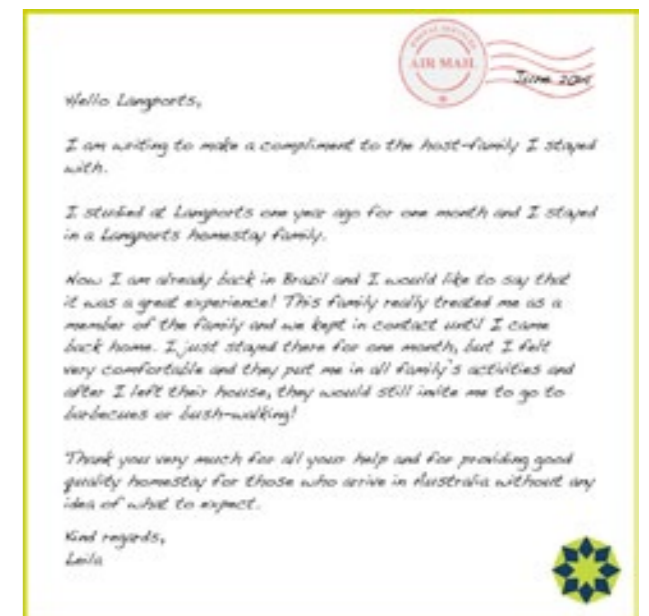 POSTAL SERVICES
AIR MAIL
June
Hello Langports,
I am writing to make a compliment to the host-family I stayed
with.
I studied at Langports one year ago for one month and I stayed
in a Langports homestay family.
Now I am already back in Brazil and I would like to say that
it was a great experience! This family really treated me as a
member of the family and we kept in contact until I came
back home. I just stayed there for one month, but I felt
very comfortable and they put me in all family's activities and
after I left their house, they would still invite me to go to
barbecues or bush-walking!
Thank you very much for all your help and for providing good
quality homestay for those who arrive in Australia without any
idea of what to expect.
Kind regards,
Leila